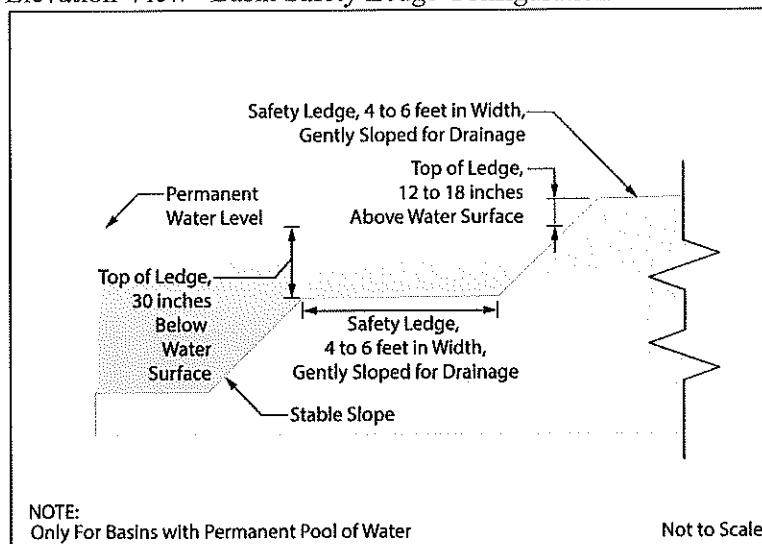 Safety Ledge, 4 to 6 feet in Width,
Gently Sloped for Drainage
Top of Ledge,
12 to 18 inches
Above Water Surface
Permanent
Water Level
Top of Ledge,
30 inches
Below
Water
Surface
Safety Ledge,
4 to 6 feet in Width,
Gently Sloped for Drainage
Stable Slope
NOTE:
Only For Basins with Permanent Pool of Water
Not to Scale